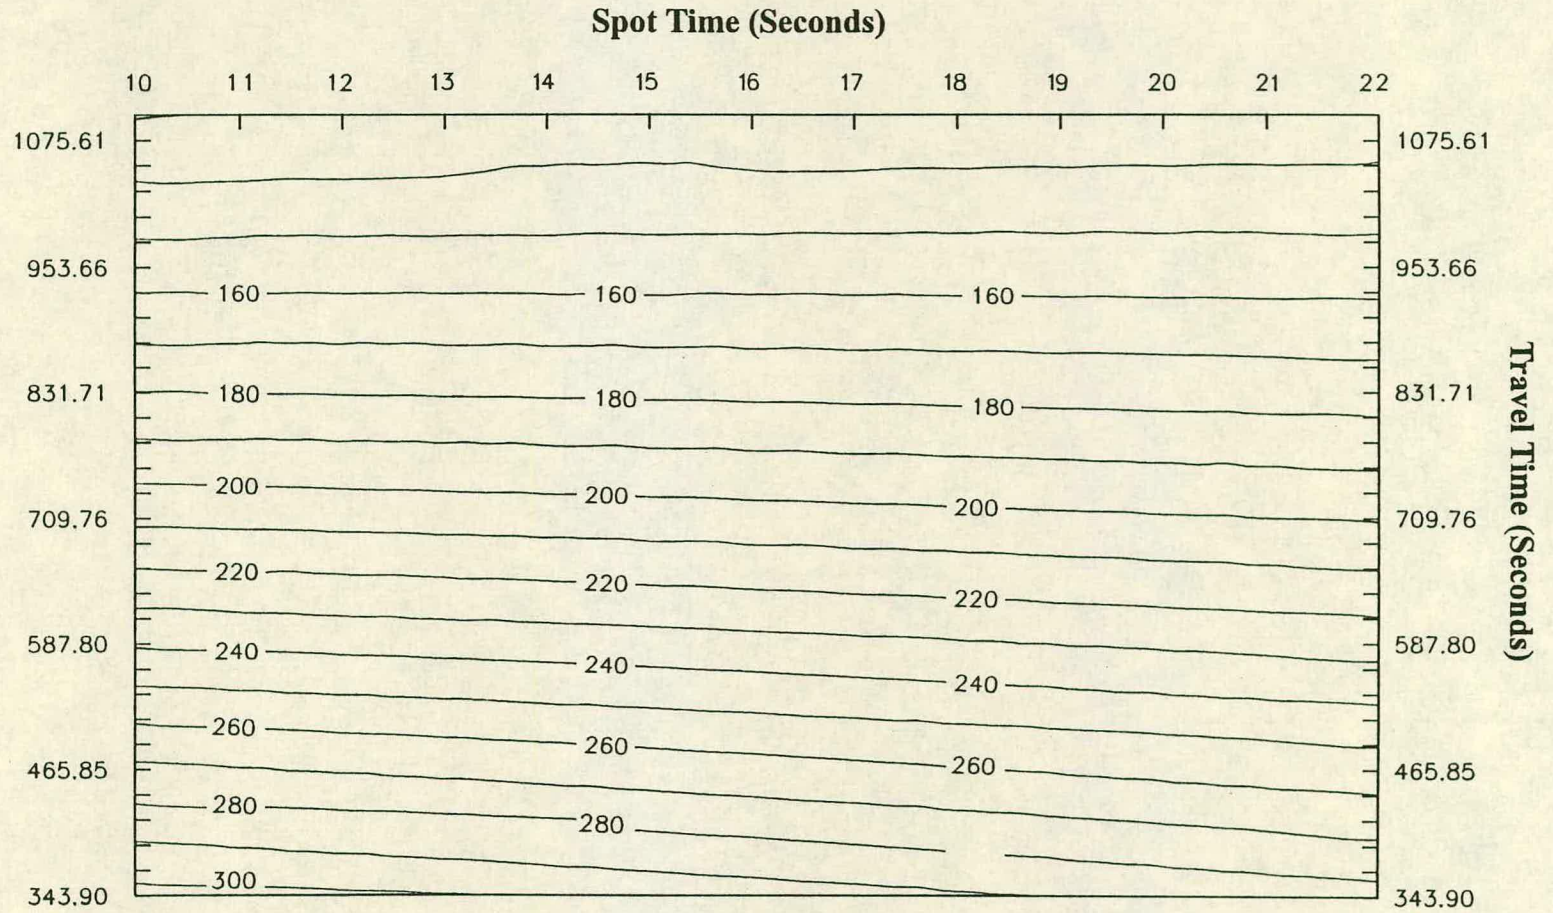 Spot Time (Seconds)
10 11 12 13 14 15 16 17 18 19 20 21 22
1075.61 1075.61
953.66 953.66
160 160 160
831.71 831.71
180 180 180
200 200 200
709.76 709.76
220 220 220
587.80 587.80
240 240 240
260 260 260
465.85 465.85
280 280
300
343.90 343.90
Travel Time (Seconds)